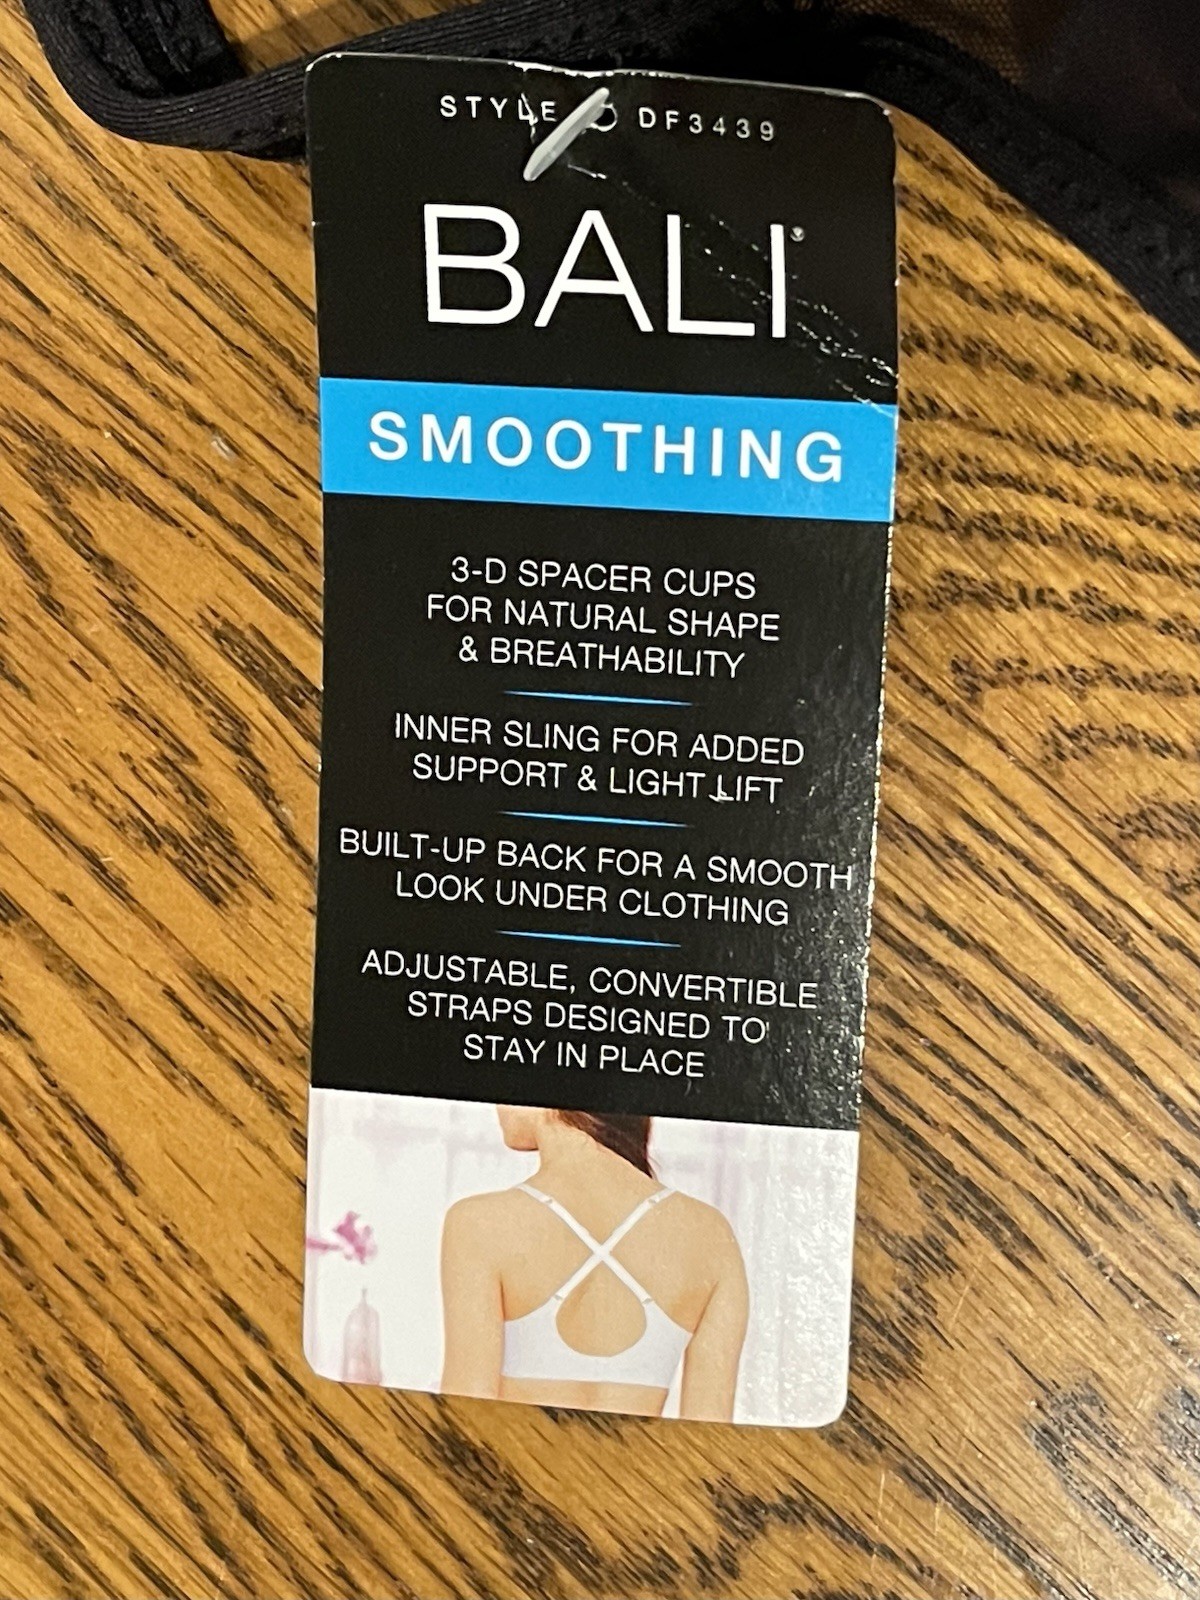 STYLE DF3439
BALI®
SMOOTHING
3-D SPACER CUPS
FOR NATURAL SHAPE
& BREATHABILITY
INNER SLING FOR ADDED
SUPPORT & LIGHT LIFT
BUILT-UP BACK FOR A SMOOTH
LOOK UNDER CLOTHING
ADJUSTABLE, CONVERTIBLE
STRAPS DESIGNED TO
STAY IN PLACE